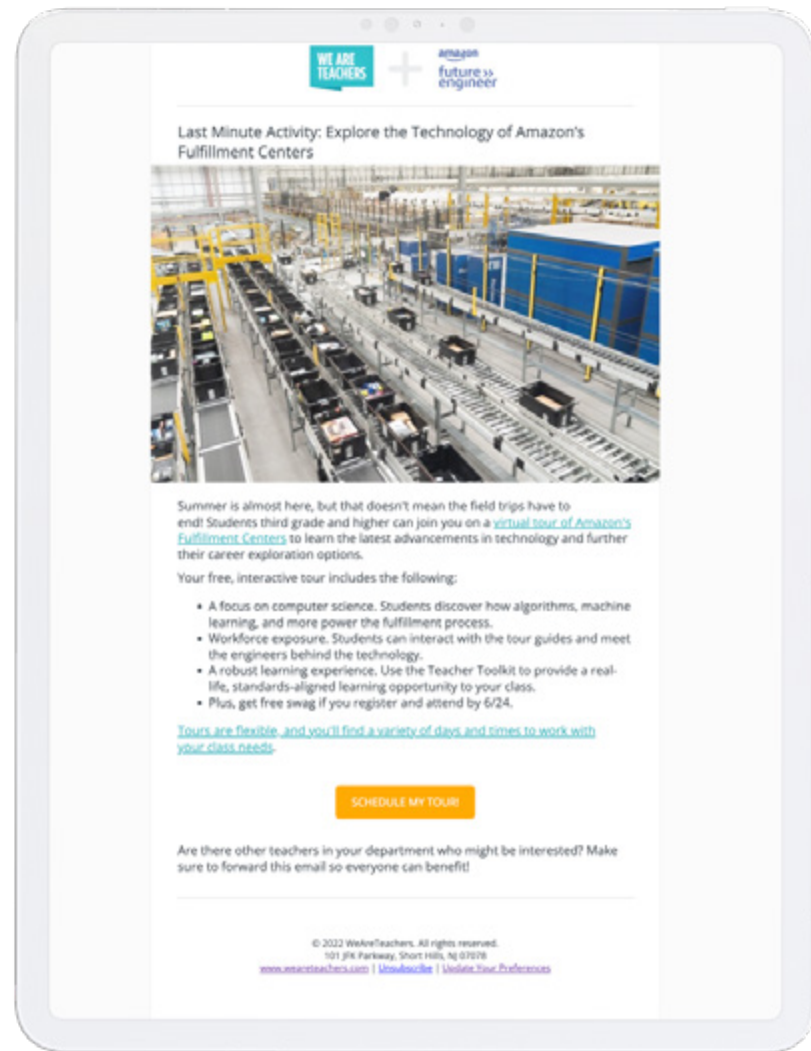 WE ARE
TEACHERS
amazon
future
engineer
Last Minute Activity: Explore the Technology of Amazon's
Fulfillment Centers
Summer is almost here, but that doesn't mean the field trips have to
end! Students third grade and higher can join you on a virtual tour of Amazon's
Fulfillment Centers to learn the latest advancements in technology and further
their career exploration options.
Your free, interactive tour includes the following:
• A focus on computer science. Students discover how algorithms, machine
learning, and more power the fulfillment process.
• Workforce exposure. Students can interact with the tour guides and meet
the engineers behind the technology.
• A robust learning experience. Use the Teacher Toolkit to provide a real-
life, standards-aligned learning opportunity to your class.
• Plus, get free swag if you register and attend by 6/24.
Tours are flexible, and you'll find a variety of days and times to work with
your class needs.
SCHEDULE MY TOUR!
Are there other teachers in your department who might be interested? Make
sure to forward this email so everyone can benefit!
© 2022 WeAreTeachers. All rights reserved.
101 JFK Parkway, Short Hills, NJ 07078
www.weareteachers.com | Unsubscribe | Update Your Preferences